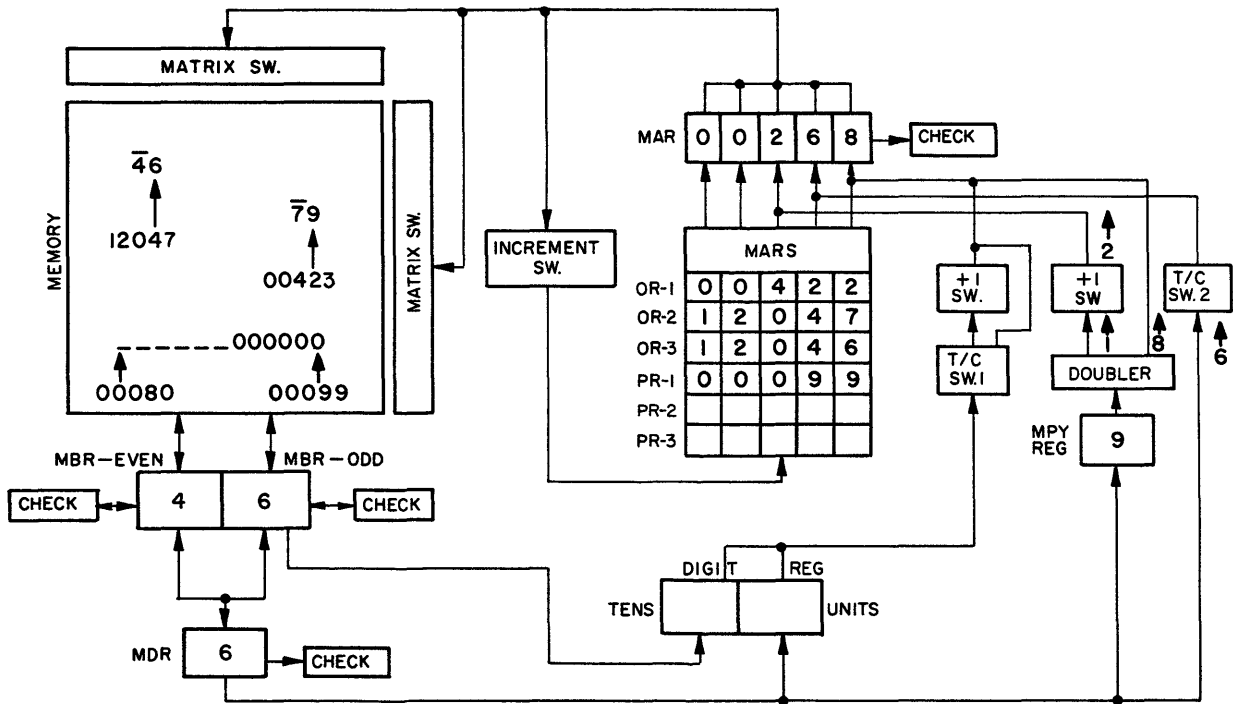 MATRIX SW.
MEMORY
4̅6
12047
7̅9
00423
------000000
00080
00099
MATRIX SW.
INCREMENT
SW.
MAR
0 0 2 6 8
CHECK
MARS
OR-1 0 0 4 2 2
OR-2 1 2 0 4 7
OR-3 1 2 0 4 6
PR-1 0 0 0 9 9
PR-2
PR-3
+1
SW.
T/C
SW.1
2
+1
SW
1
8
T/C
SW.2
6
DOUBLER
MPY
REG
9
MBR-EVEN
MBR-ODD
CHECK
4 6
CHECK
DIGIT REG
TENS
UNITS
MDR
6
CHECK